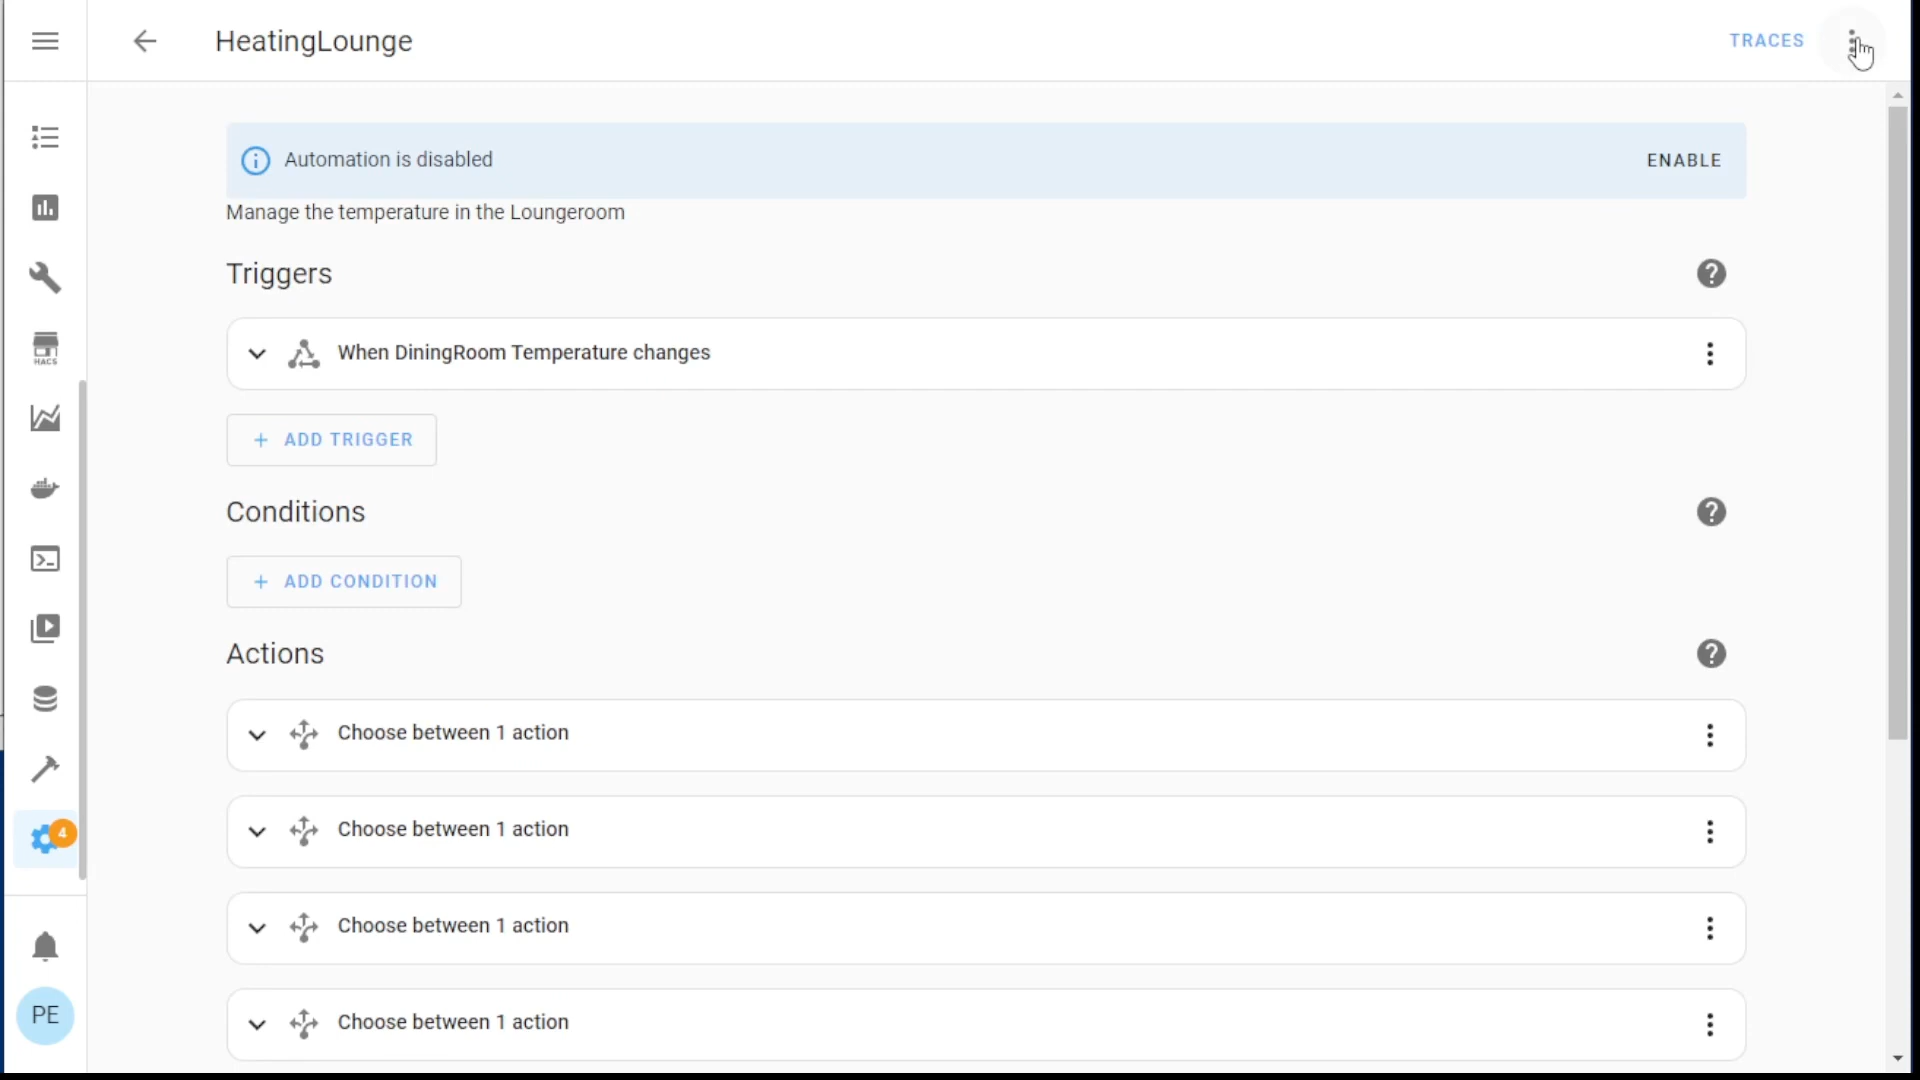 HeatingLounge
TRACES
Automation is disabled
ENABLE
Manage the temperature in the Loungeroom
Triggers
When DiningRoom Temperature changes
+ ADD TRIGGER
Conditions
+ ADD CONDITION
Actions
Choose between 1 action
Choose between 1 action
Choose between 1 action
Choose between 1 action
HACS
4
PE